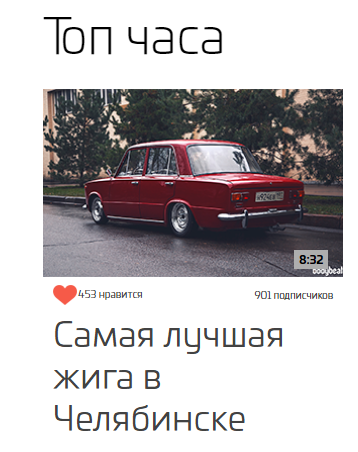 Топ часа
8:32
453 нравится
901 подписчиков
Самая лучшая
жига в
Челябинске